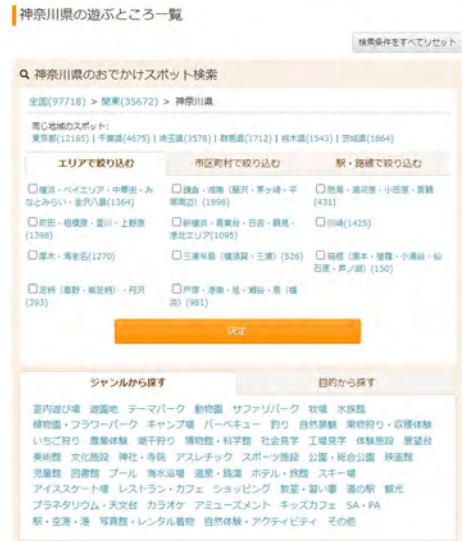 神奈川県の遊ぶところ一覧
検索条件をすべてリセット
神奈川県のおでかけスポット検索
全国(97718) > 関東(35672) > 神奈川県
同じ地域のスポット:
東京都(12165) | 千葉県(4675) | 埼玉県(3578) | 群馬県(1712) | 栃木県(1543) | 茨城県(1864)
エリアで絞り込む 市区町村で絞り込む 駅・路線で絞り込む
横浜・ベイエリア・中華街・みなとみらい・金沢八景(1364)
鎌倉・湘南(藤沢・茅ヶ崎・平塚周辺)(1898)
熱海・湯河原・小田原・真鶴(431)
町田・相模原・愛川・上野原(1398)
新横浜・青葉台・日吉・鶴見・港北エリア(1095)
川崎(1425)
厚木・海老名(1270)
三浦半島(横須賀・三浦)(526)
箱根(湯本・強羅・小涌谷・仙石原・芦ノ湖)(150)
足柄(秦野・南足柄)・丹沢(393)
戸塚・港南・旭・瀬谷・泉(横浜)(981)
決定
ジャンルから探す 目的から探す
室内遊び場 遊園地 テーマパーク 動物園 サファリパーク 牧場 水族館
植物園・フラワーパーク キャンプ場 バーベキュー 釣り 自然景観 果物狩り・収穫体験
いちご狩り 農業体験 潮干狩り 博物館・科学館 社会見学 工場見学 体験施設 展望台
美術館 文化施設 神社・寺院 アスレチック スポーツ施設 公園・総合公園 映画館
児童館 図書館 プール 海水浴場 温泉・銭湯 ホテル・旅館 スキー場
アイススケート場 レストラン・カフェ ショッピング 教室・習い事 道の駅 観光
プラネタリウム・天文台 カラオケ アミューズメント キッズカフェ SA・PA
駅・空港・港 写真館・レンタル着物 自然体験・アクティビティ その他